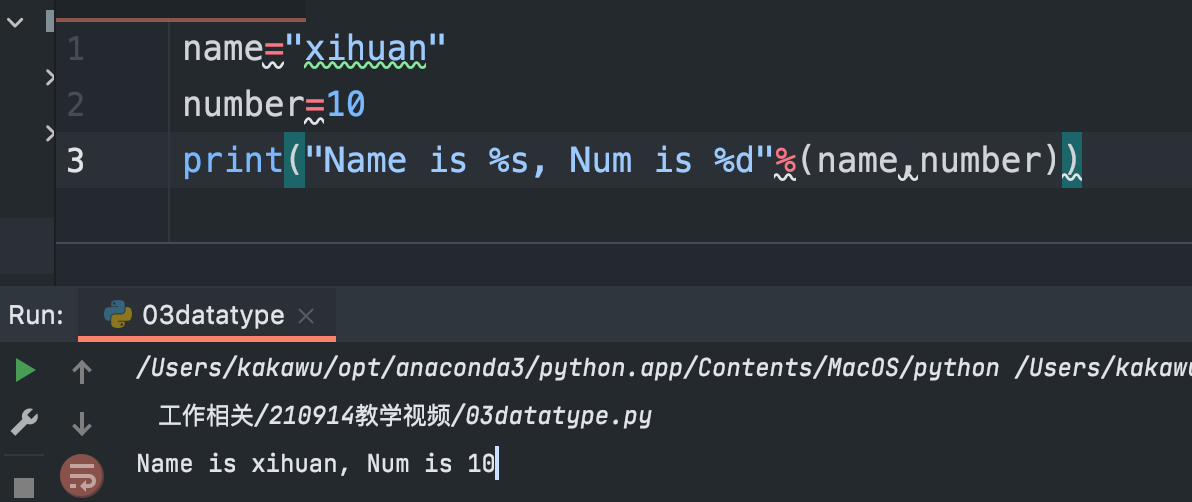 1 name="xihuan"
2 number=10
3 print("Name is %s, Num is %d"%(name,number))
Run: 03datatype
/Users/kakawu/opt/anaconda3/python.app/Contents/MacOS/python /Users/kakawu
工作相关/210914教学视频/03datatype.py
Name is xihuan, Num is 10